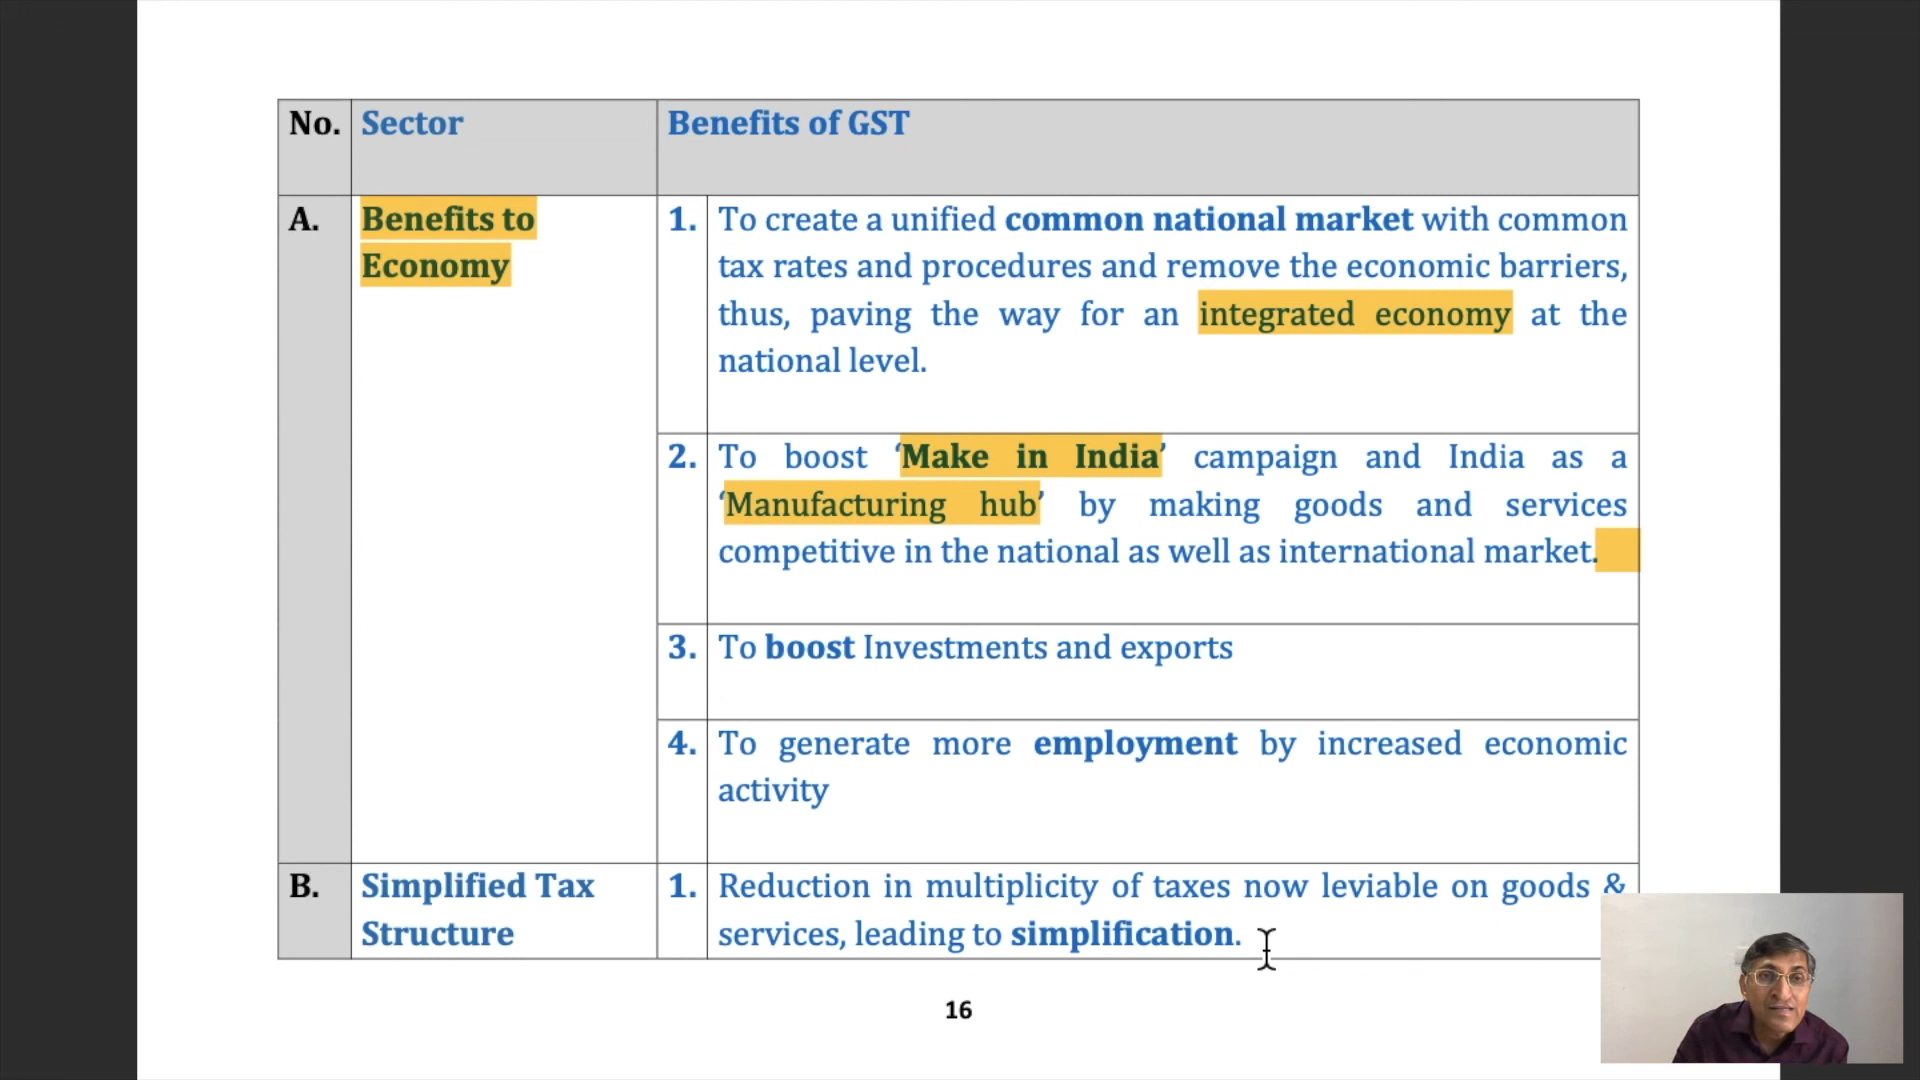 No. Sector Benefits of GST
A. Benefits to 1. To create a unified common national market with common
Economy tax rates and procedures and remove the economic barriers,
thus, paving the way for an integrated economy at the
national level.
2. To boost ‘Make in India’ campaign and India as a
‘Manufacturing hub’ by making goods and services
competitive in the national as well as international market.
3. To boost Investments and exports
4. To generate more employment by increased economic
activity
B. Simplified Tax 1. Reduction in multiplicity of taxes now leviable on goods &
Structure services, leading to simplification.
16